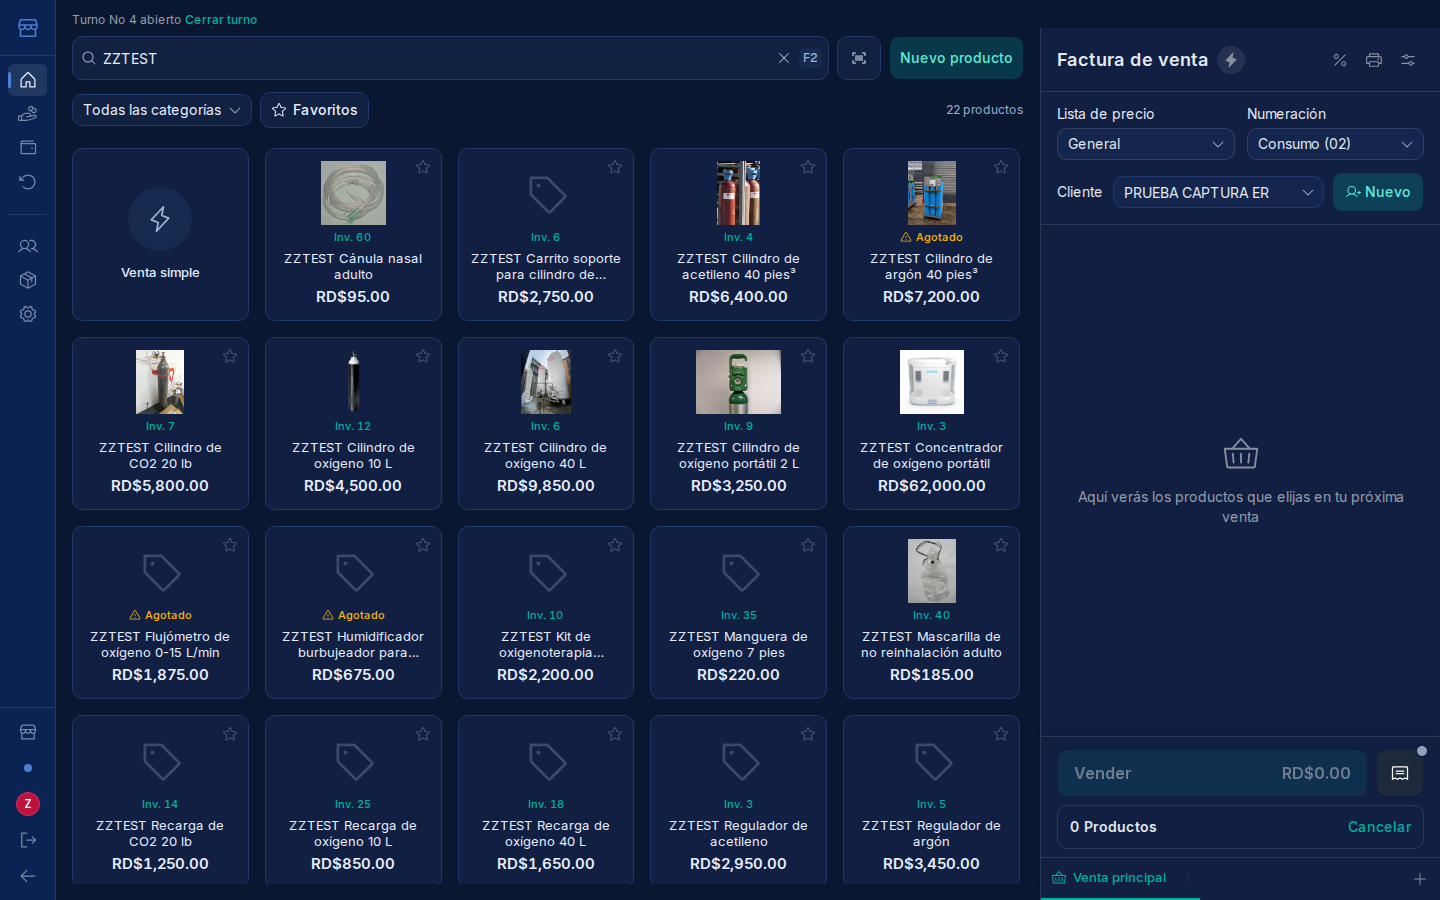 Turno No 4 abierto Cerrar turno
ZZTEST
F2
Nuevo producto
Todas las categorías
Favoritos
22 productos
Venta simple
Inv. 60
ZZTEST Cánula nasal
adulto
RD$95.00
Inv. 6
ZZTEST Carrito soporte
para cilindro de...
RD$2,750.00
Inv. 4
ZZTEST Cilindro de
acetileno 40 pies³
RD$6,400.00
Agotado
ZZTEST Cilindro de
argón 40 pies³
RD$7,200.00
Inv. 7
ZZTEST Cilindro de
CO2 20 lb
RD$5,800.00
Inv. 12
ZZTEST Cilindro de
oxígeno 10 L
RD$4,500.00
Inv. 6
ZZTEST Cilindro de
oxígeno 40 L
RD$9,850.00
Inv. 9
ZZTEST Cilindro de
oxígeno portátil 2 L
RD$3,250.00
Inv. 3
ZZTEST Concentrador
de oxígeno portátil
RD$62,000.00
Agotado
ZZTEST Flujómetro de
oxígeno 0-15 L/min
RD$1,875.00
Agotado
ZZTEST Humidificador
burbujeador para...
RD$675.00
Inv. 10
ZZTEST Kit de
oxigenoterapia...
RD$2,200.00
Inv. 35
ZZTEST Manguera de
oxígeno 7 pies
RD$220.00
Inv. 40
ZZTEST Mascarilla de
no reinhalación adulto
RD$185.00
Inv. 14
ZZTEST Recarga de
CO2 20 lb
RD$1,250.00
Inv. 25
ZZTEST Recarga de
oxígeno 10 L
RD$850.00
Inv. 18
ZZTEST Recarga de
oxígeno 40 L
RD$1,650.00
Inv. 3
ZZTEST Regulador de
acetileno
RD$2,950.00
Inv. 5
ZZTEST Regulador de
argón
RD$3,450.00
Z
Factura de venta
Lista de precio
Numeración
General
Consumo (02)
Cliente
PRUEBA CAPTURA ER
Nuevo
Aquí verás los productos que elijas en tu próxima
venta
Vender RD$0.00
0 Productos
Cancelar
Venta principal